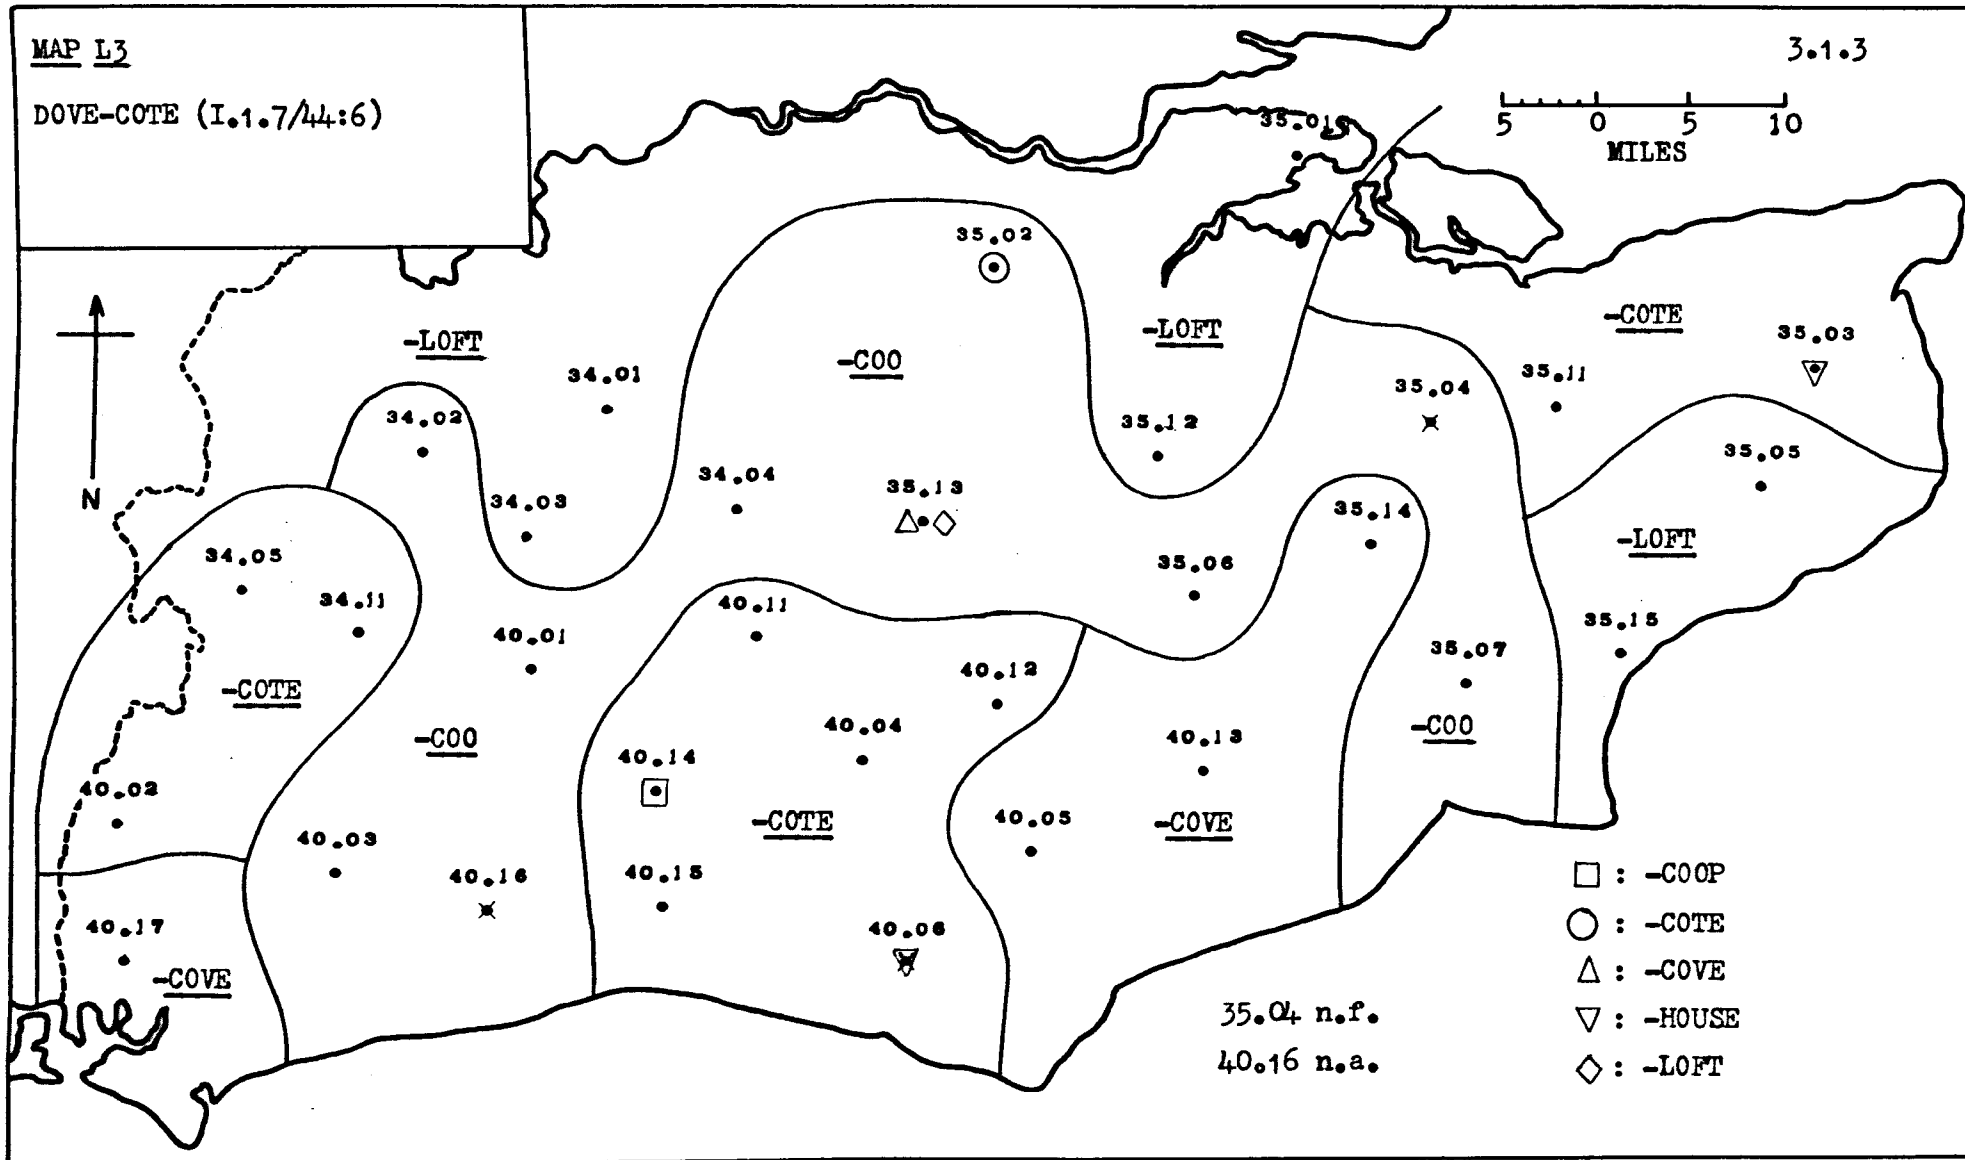 MAP L3
3.1.3
DOVE-COTE (I.1.7/44:6)
5 0 5 10
MILES
35.01
35.02
-COTE
-LOFT
-LOFT
35.03
-COO
34.01
35.11
35.04
34.02
35.12
35.05
N
34.04
35.13
34.03
35.14
-LOFT
34.05
35.06
34.11
40.11
40.01
35.15
35.07
40.12
-COTE
-COO
-COO
40.04
40.13
40.14
40.02
-COTE
-COVE
40.05
40.03
40.16
40.15
□ : -COOP
40.17
40.06
○ : -COTE
-COVE
△ : -COVE
35.04 n.f.
▽ : -HOUSE
40.16 n.a.
◇ : -LOFT